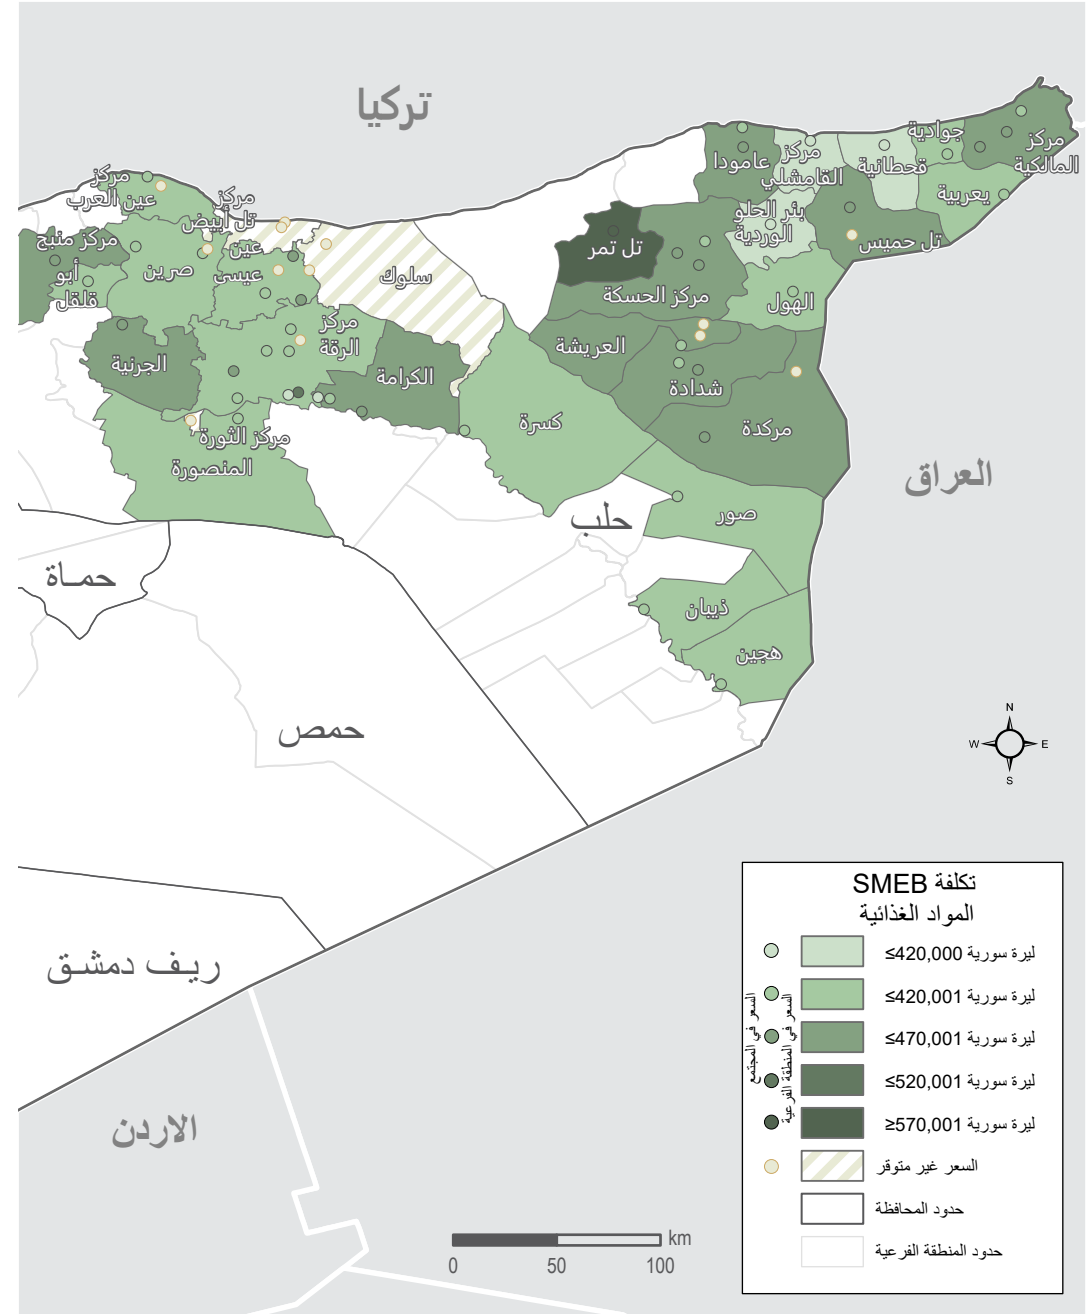 تركيا
جوادية
مركز
المالكية
عامودا
مركز
القامشلي
قحطانية
يعربية
مركز
عين العرب
مركز
تل أبيض
بئر الحلو
الوردية
تل حميس
تل تمر
مركز منبج
عين
عيسى
صرين
سلوك
أبو
قلقل
مركز الحسكة
الهول
مركز
الرقة
العريشة
الجرنية
الكرامة
شدادة
كسرة
مركدة
مركز الثورة
المنصورة
العراق
صور
حلب
حمـاة
ذيبان
هجين
حمص
N
W
E
S
ريـف دمشـق
الاردن
تكلفة SMEB
المواد الغذائية
≤420,000 ليرة سورية
≤420,001 ليرة سورية
≤470,001 ليرة سورية
≤520,001 ليرة سورية
≥570,001 ليرة سورية
السعر غير متوقر
حدود المحافظة
حدود المنطقة الفرعية
السعر في المجتمع
السعر في المنطقة الفرعية
km
0
50
100